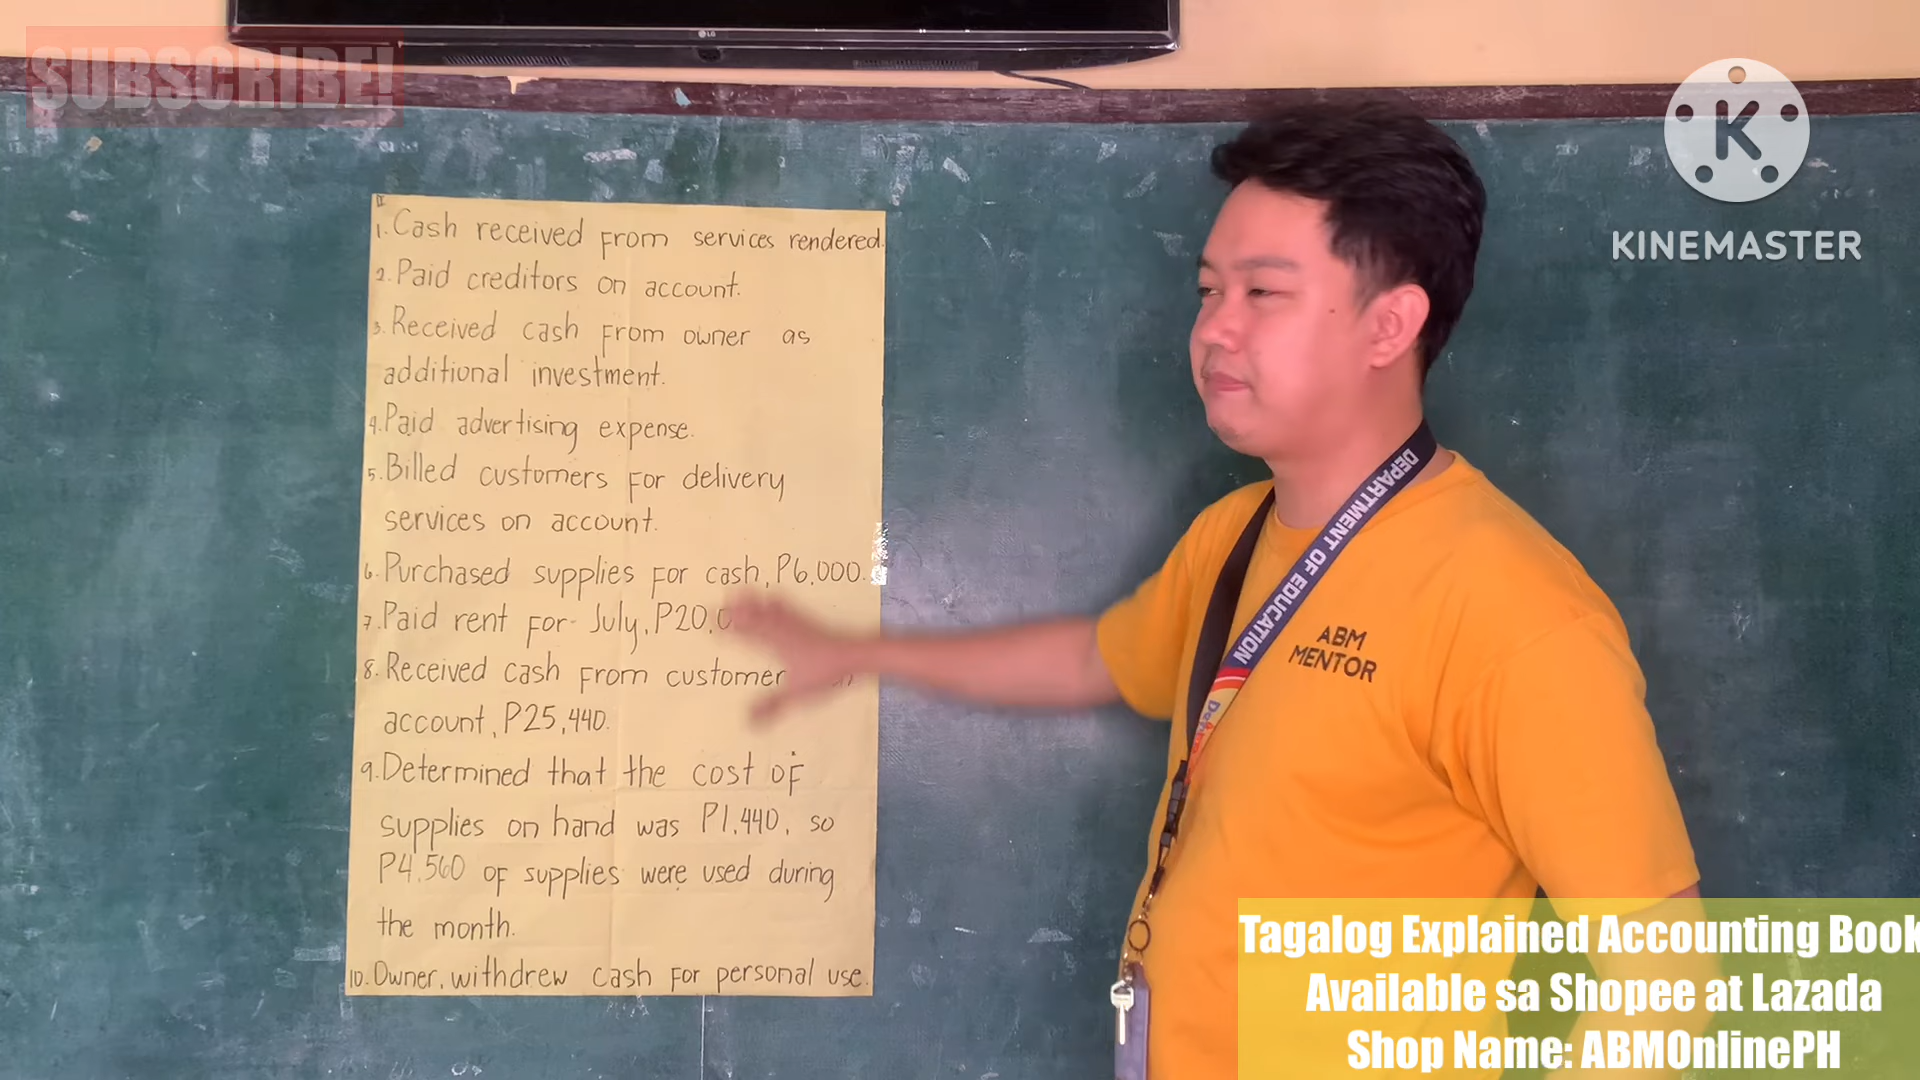 SUBSCRIBE!
LG
K
KINEMASTER
II
1. Cash received from services rendered.
2. Paid creditors on account.
3. Received cash from owner as
additional investment.
4. Paid advertising expense.
5. Billed customers for delivery
services on account.
6. Purchased supplies for cash, P6,000.
7. Paid rent for July, P20,0
8. Received cash from customer
account, P25,440.
9. Determined that the cost of
supplies on hand was P1,440, so
P4,560 of supplies were used during
the month.
10. Owner, withdrew cash for personal use.
DEPARTMENT OF EDUCATION
DepEd
ABM
MENTOR
Tagalog Explained Accounting Book
Available sa Shopee at Lazada
Shop Name: ABMOnlinePH